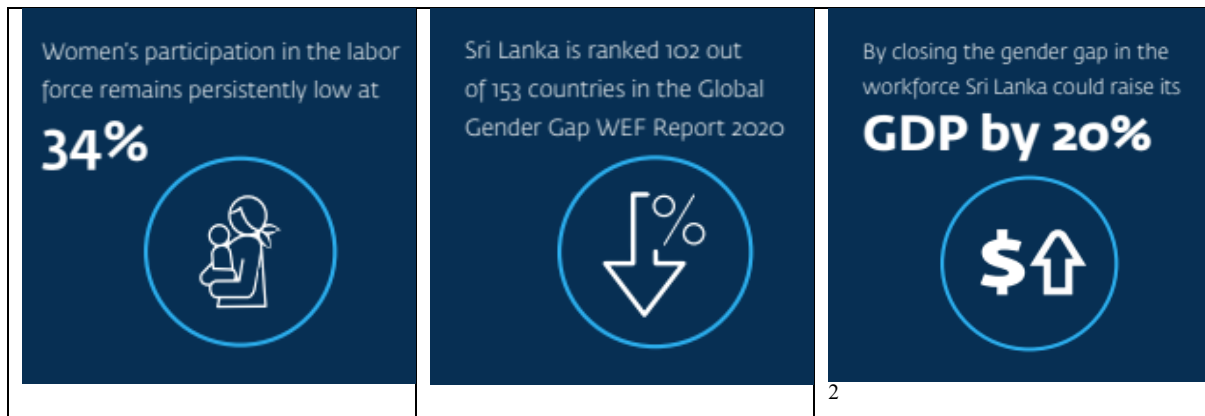 Women's participation in the labor
force remains persistently low at
34%
Sri Lanka is ranked 102 out
of 153 countries in the Global
Gender Gap WEF Report 2020
%
By closing the gender gap in the
workforce Sri Lanka could raise its
GDP by 20%
$
2